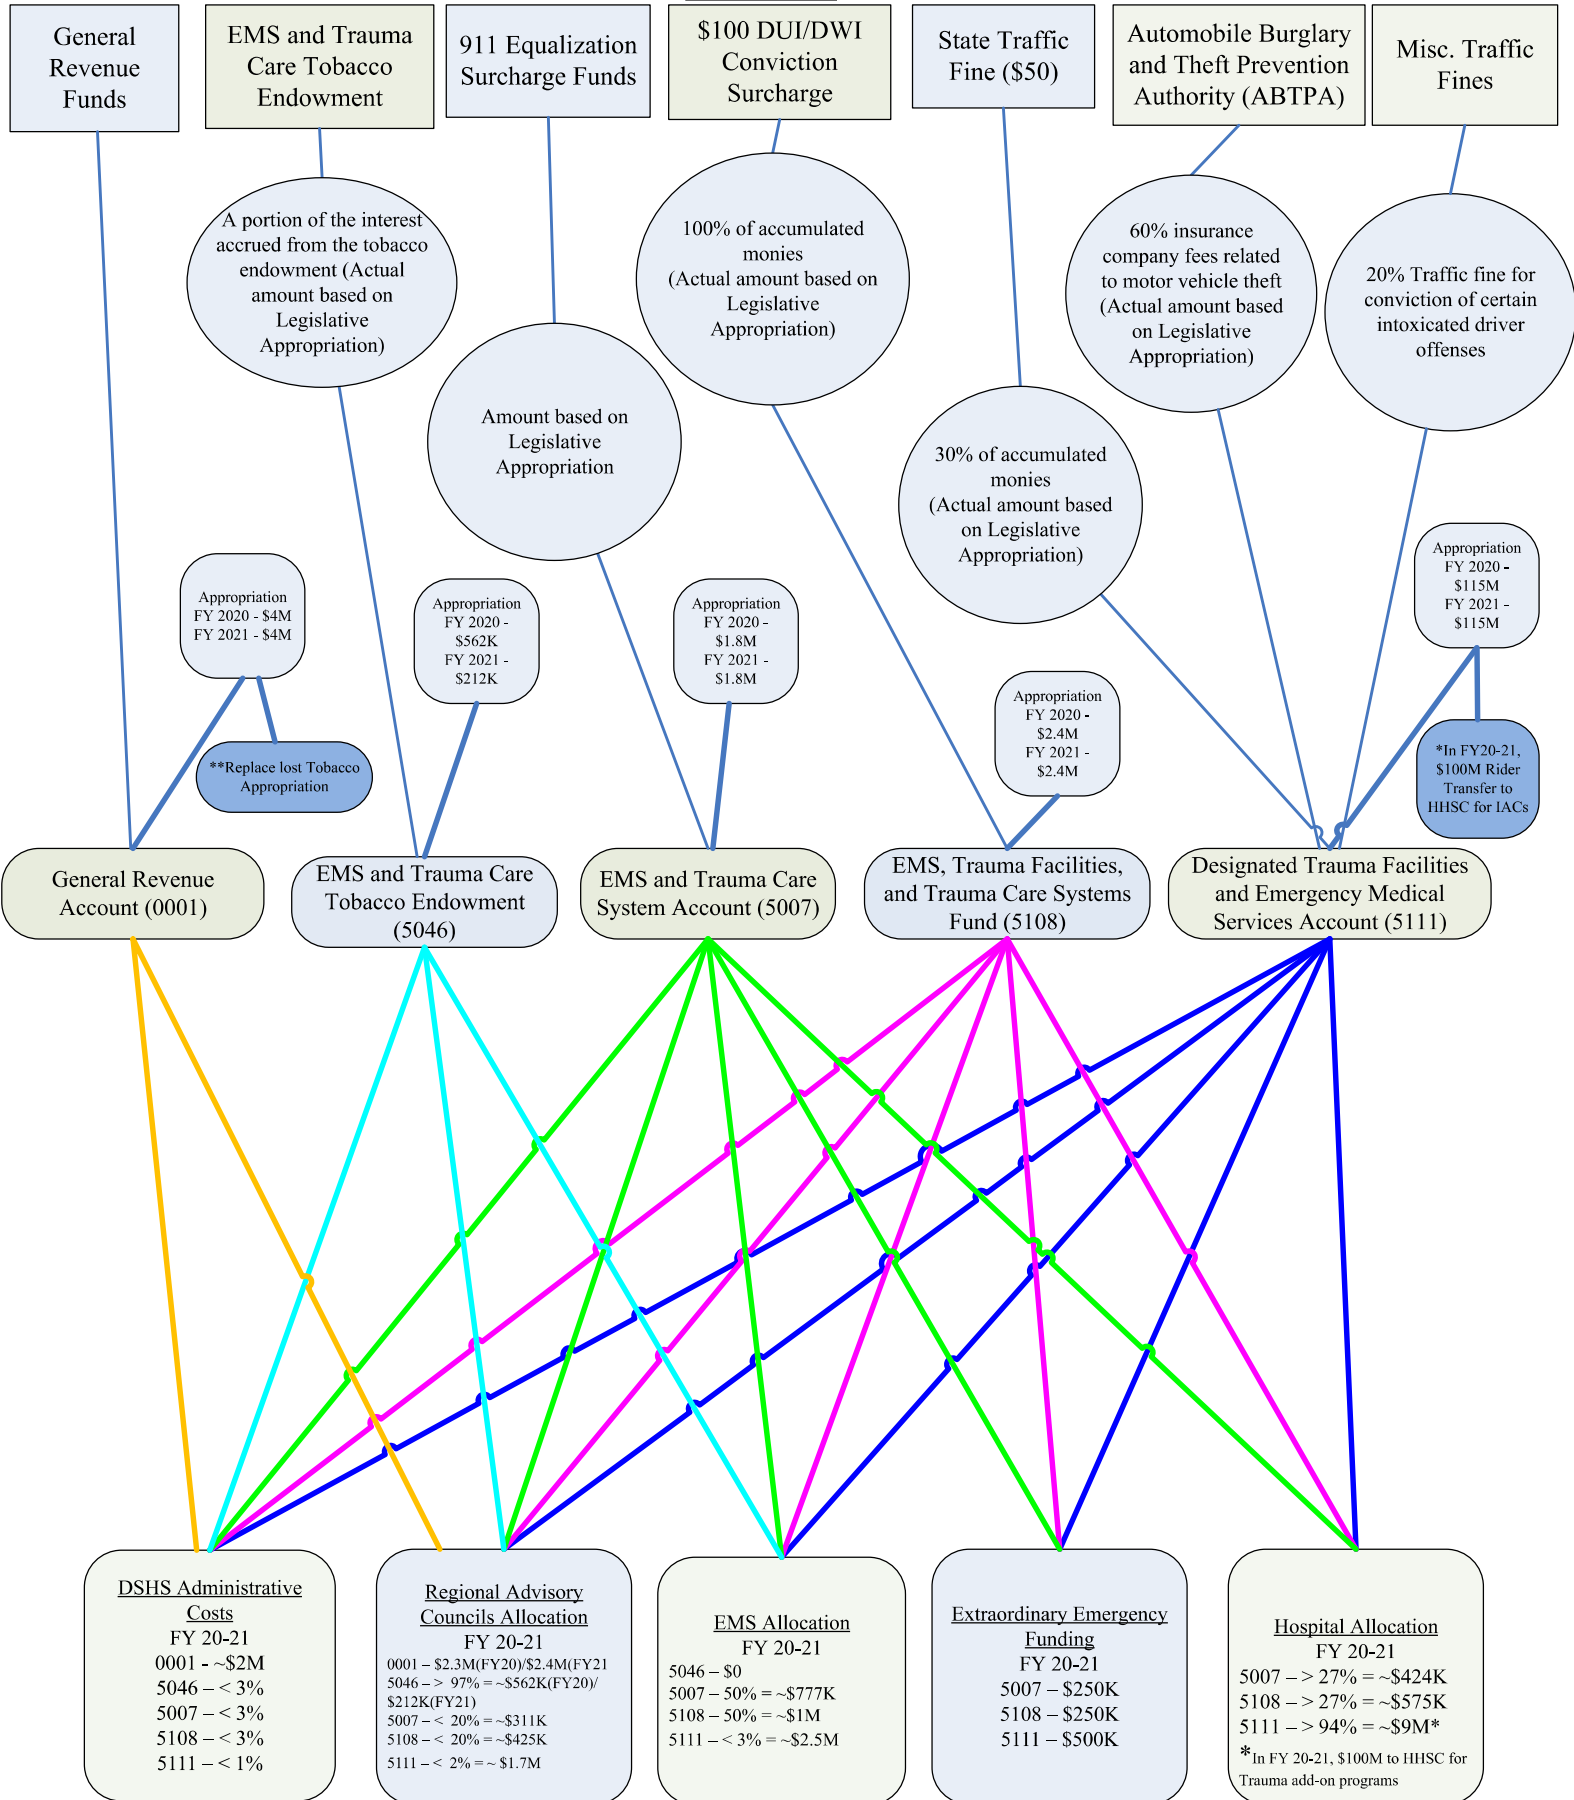 General
Revenue
Funds
EMS and Trauma
Care Tobacco
Endowment
911 Equalization
Surcharge Funds
$100 DUI/DWI
Conviction
Surcharge
State Traffic
Fine ($50)
Automobile Burglary
and Theft Prevention
Authority (ABTPA)
Misc. Traffic
Fines
A portion of the interest
accrued from the tobacco
endowment (Actual
amount based on
Legislative
Appropriation)
Amount based on
Legislative
Appropriation
100% of accumulated
monies
(Actual amount based on
Legislative
Appropriation)
30% of accumulated
monies
(Actual amount based
on Legislative
Appropriation)
60% insurance
company fees related
to motor vehicle theft
(Actual amount based
on Legislative
Appropriation)
20% Traffic fine for
conviction of certain
intoxicated driver
offenses
Appropriation
FY 2020 - $4M
FY 2021 - $4M
**Replace lost Tobacco
Appropriation
Appropriation
FY 2020 -
$562K
FY 2021 -
$212K
Appropriation
FY 2020 -
$1.8M
FY 2021 -
$1.8M
Appropriation
FY 2020 -
$2.4M
FY 2021 -
$2.4M
Appropriation
FY 2020 -
$115M
FY 2021 -
$115M
*In FY20-21,
$100M Rider
Transfer to
HHSC for IACs
General Revenue
Account (0001)
EMS and Trauma Care
Tobacco Endowment
(5046)
EMS and Trauma Care
System Account (5007)
EMS, Trauma Facilities,
and Trauma Care Systems
Fund (5108)
Designated Trauma Facilities
and Emergency Medical
Services Account (5111)
DSHS Administrative
Costs
FY 20-21
0001 - ~$2M
5046 – < 3%
5007 – < 3%
5108 – < 3%
5111 – < 1%
Regional Advisory
Councils Allocation
FY 20-21
0001 – $2.3M(FY20)/$2.4M(FY21
5046 – > 97% = ~$562K(FY20)/
$212K(FY21)
5007 – < 20% = ~$311K
5108 – < 20% = ~$425K
5111 – < 2% = ~ $1.7M
EMS Allocation
FY 20-21
5046 – $0
5007 – 50% = ~$777K
5108 – 50% = ~$1M
5111 – < 3% = ~$2.5M
Extraordinary Emergency
Funding
FY 20-21
5007 – $250K
5108 – $250K
5111 – $500K
Hospital Allocation
FY 20-21
5007 – > 27% = ~$424K
5108 – > 27% = ~$575K
5111 – > 94% = ~$9M*
*In FY 20-21, $100M to HHSC for
Trauma add-on programs